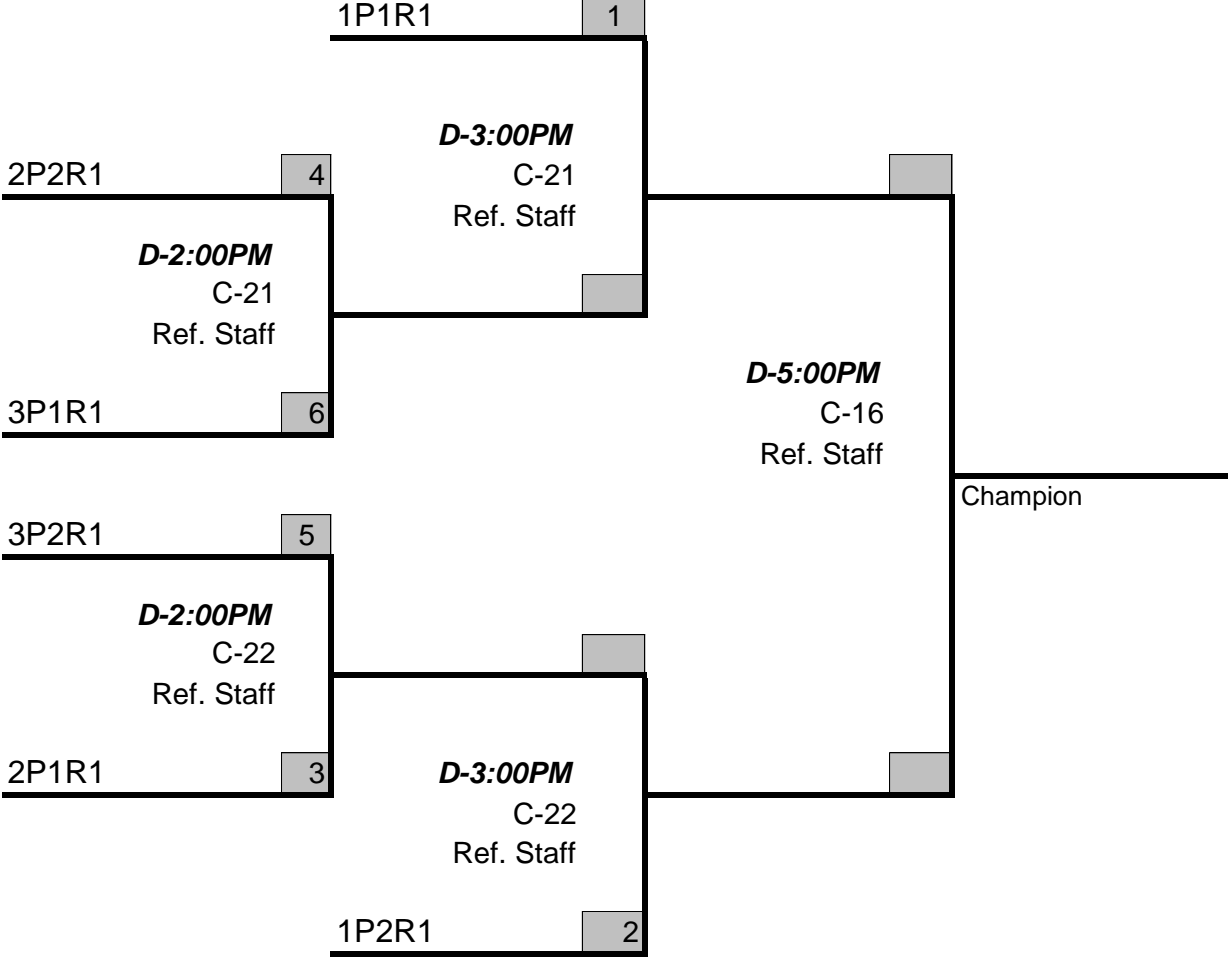 1P1R1 1
D-3:00PM
C-21
Ref. Staff
2P2R1 4
D-2:00PM
C-21
Ref. Staff
3P1R1 6
D-5:00PM
C-16
Ref. Staff
Champion
3P2R1 5
D-2:00PM
C-22
Ref. Staff
2P1R1 3
D-3:00PM
C-22
Ref. Staff
1P2R1 2